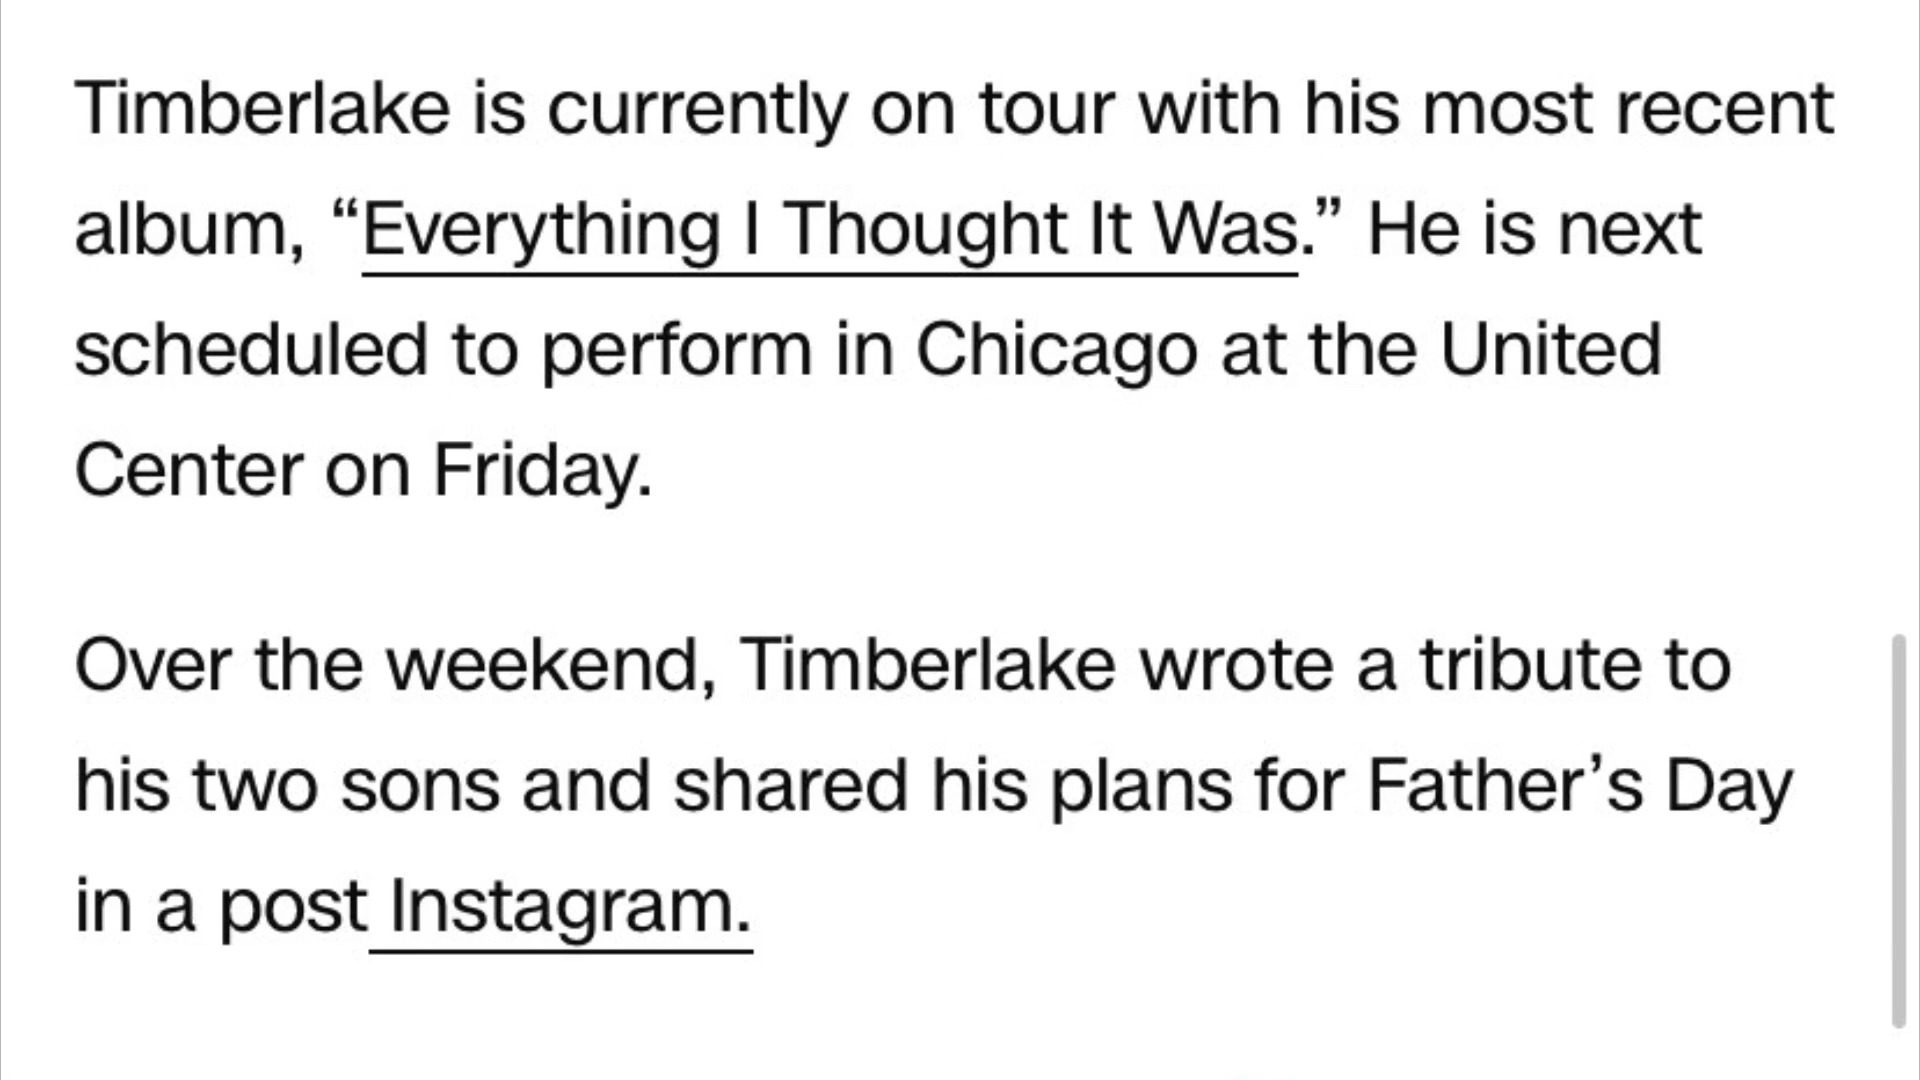 Timberlake is currently on tour with his most recent
album, “Everything I Thought It Was.” He is next
scheduled to perform in Chicago at the United
Center on Friday.
Over the weekend, Timberlake wrote a tribute to
his two sons and shared his plans for Father’s Day
in a post Instagram.